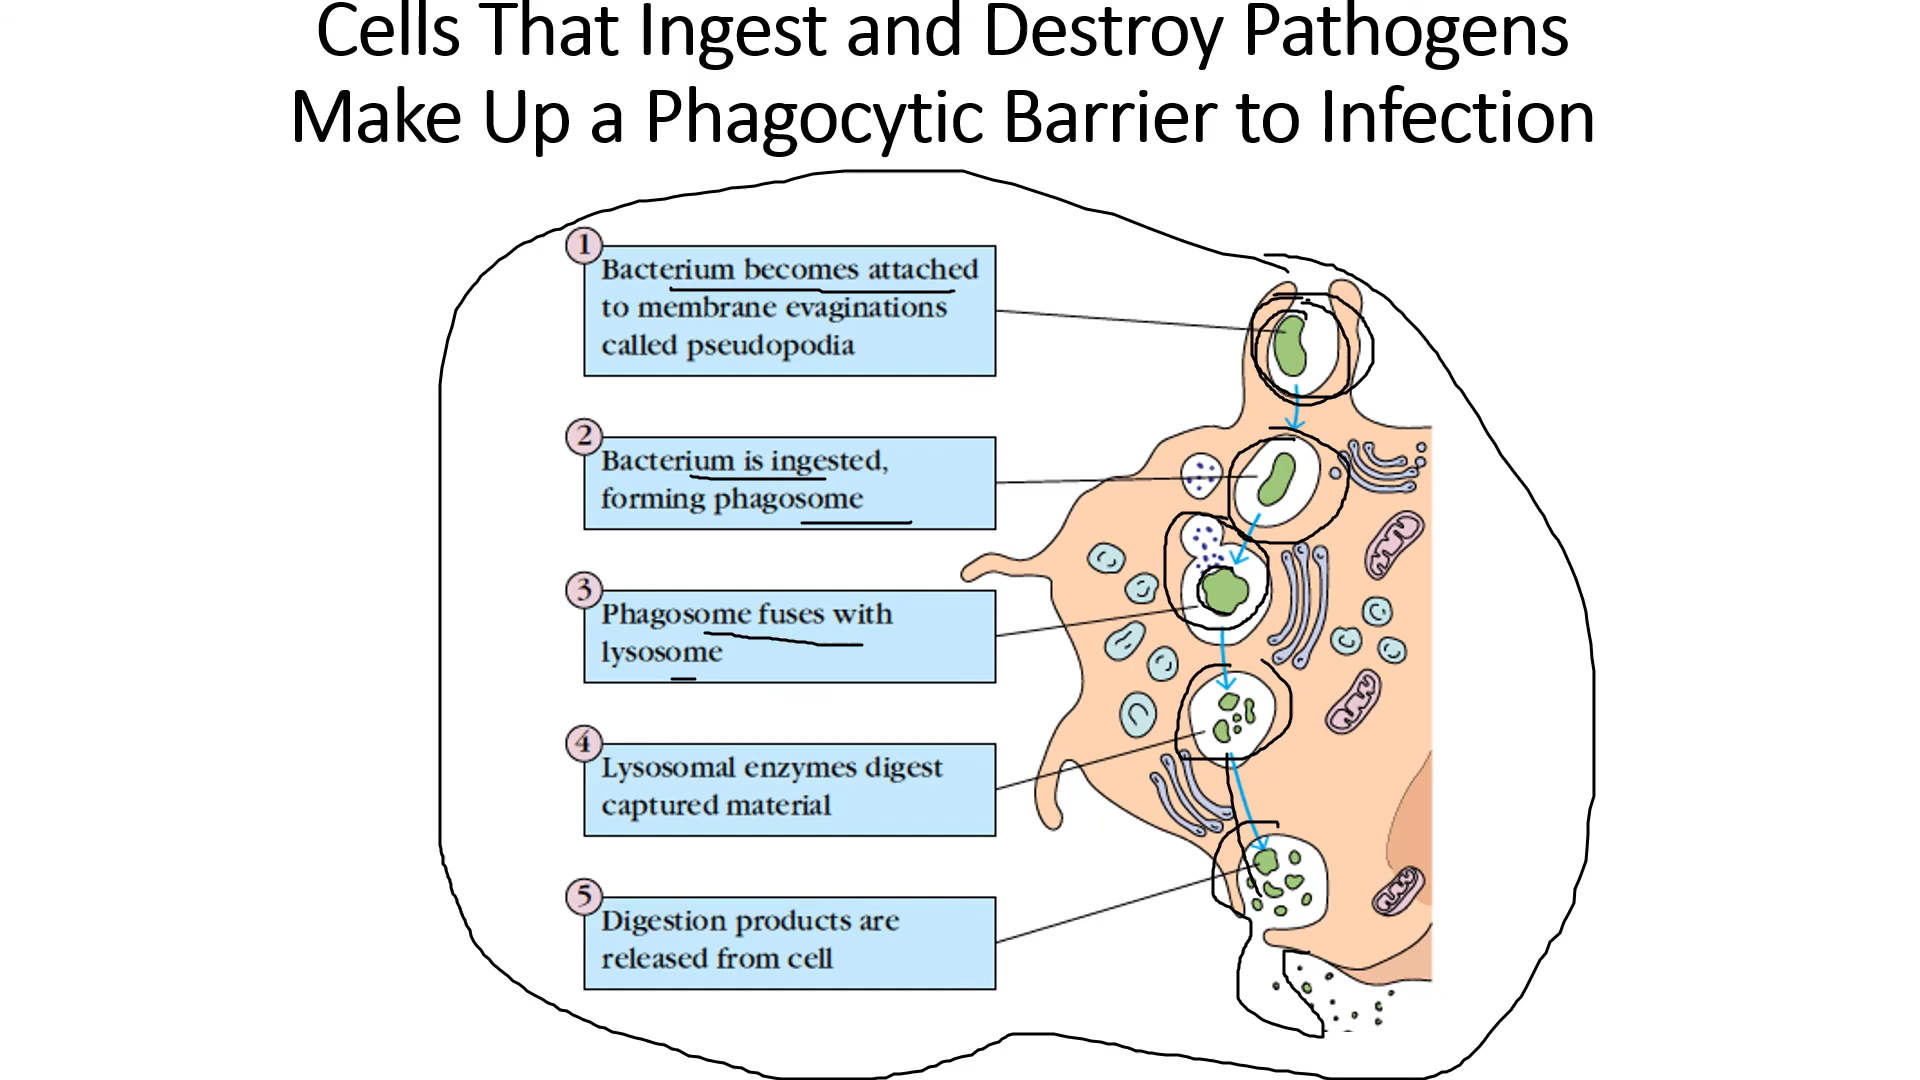 Cells That Ingest and Destroy Pathogens
Make Up a Phagocytic Barrier to Infection
1
Bacterium becomes attached
to membrane evaginations
called pseudopodia
2
Bacterium is ingested,
forming phagosome
3
Phagosome fuses with
lysosome
4
Lysosomal enzymes digest
captured material
5
Digestion products are
released from cell